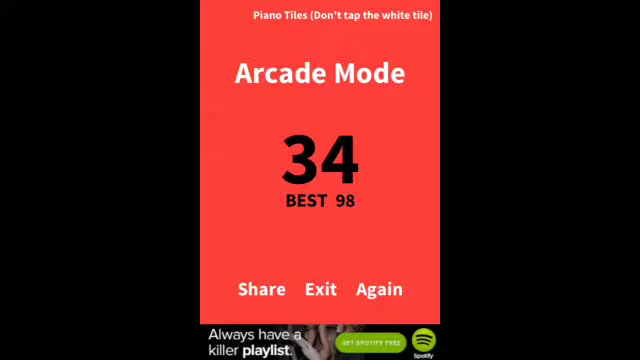 Piano Tiles (Don't tap the white tile)
Arcade Mode
34
BEST 98
Share Exit Again
Always have a
killer playlist.
GET SPOTIFY FREE
Spotify